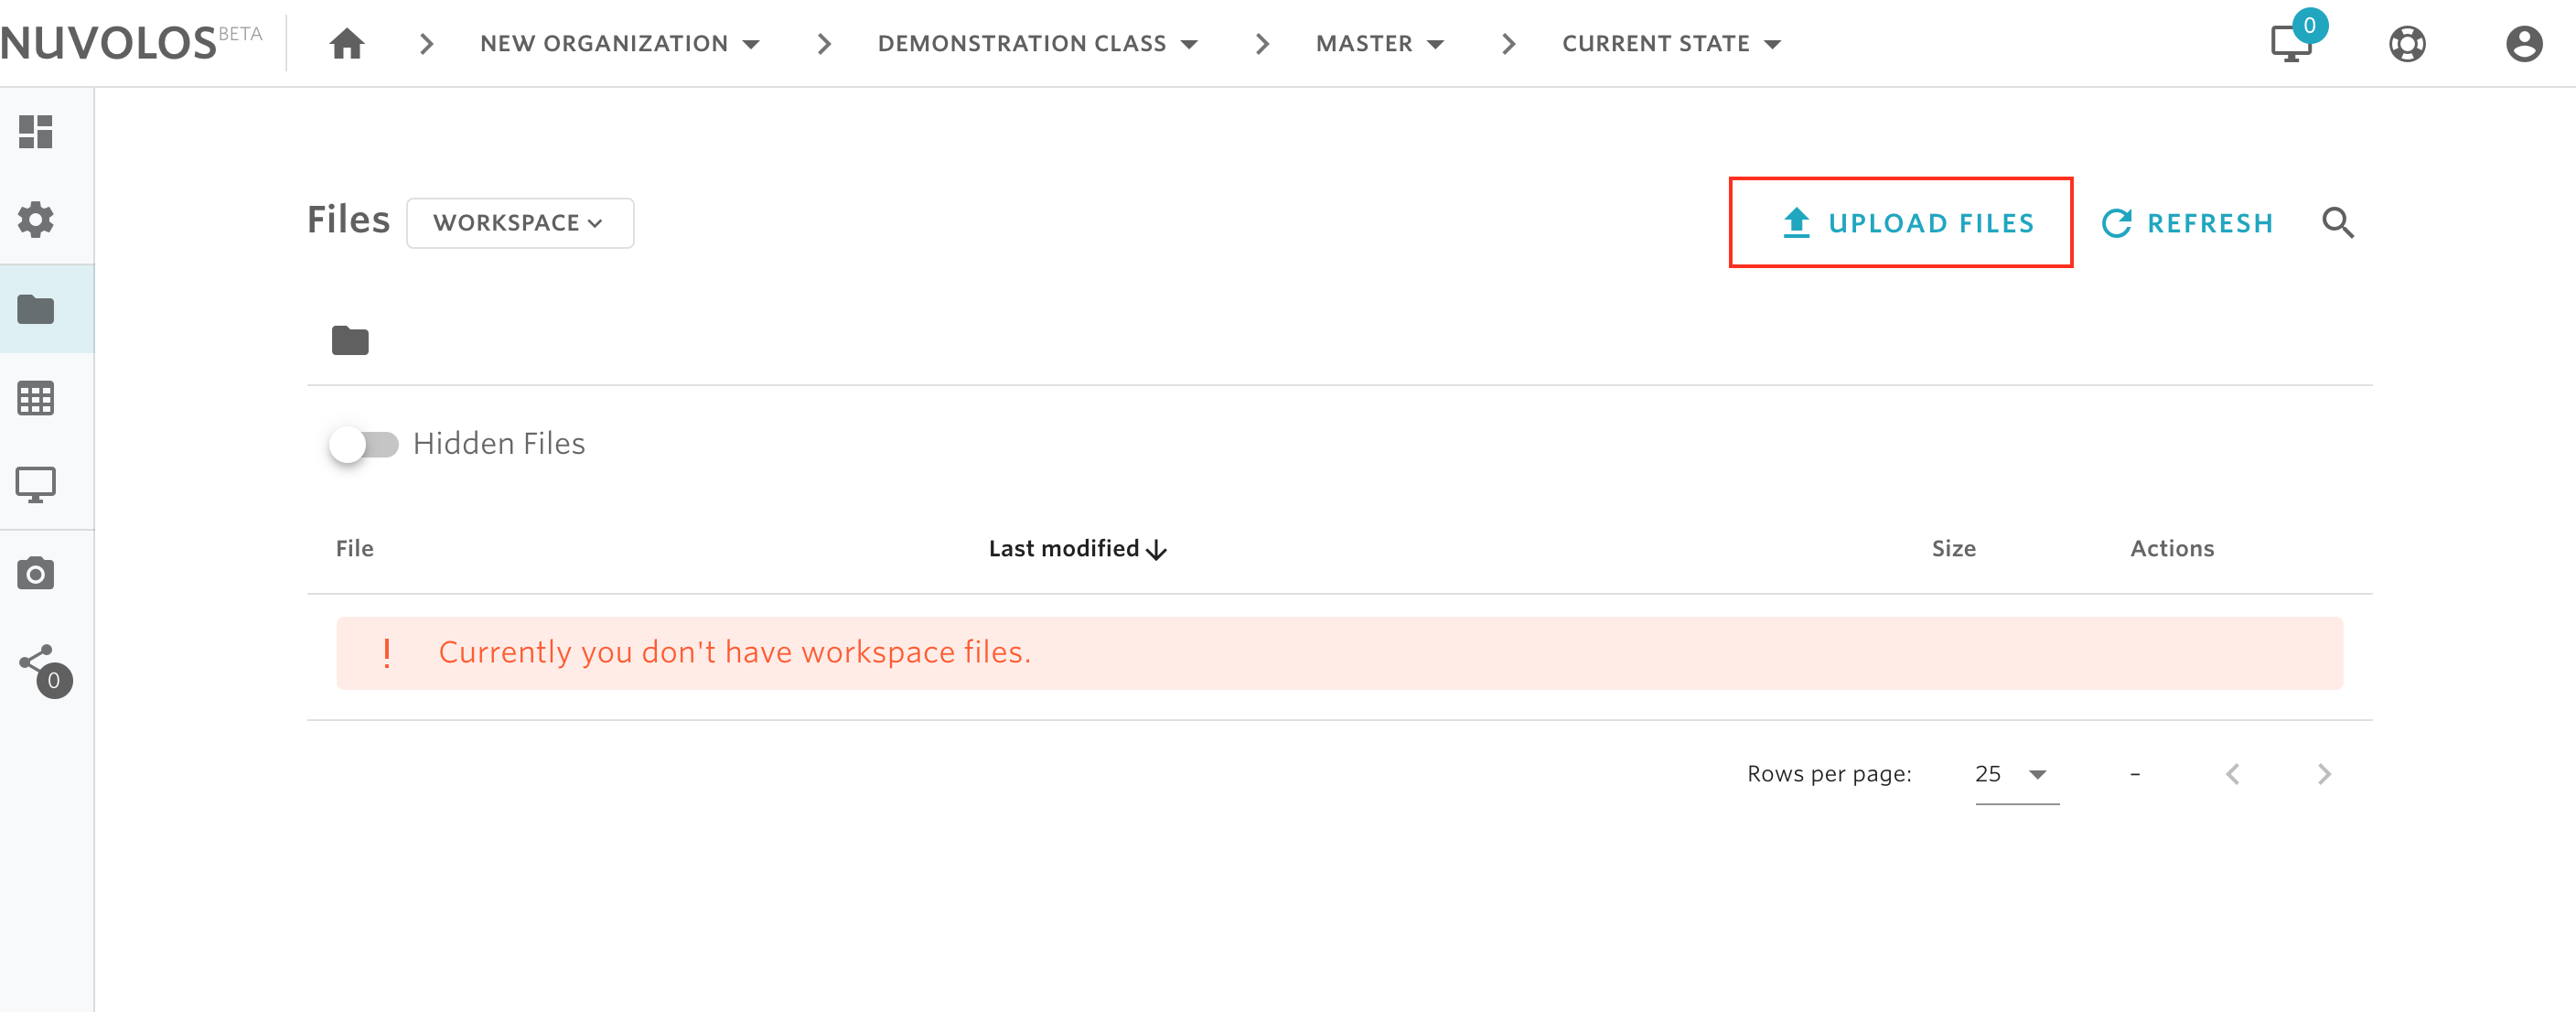 NUVOLOS BETA
NEW ORGANIZATION
DEMONSTRATION CLASS
MASTER
CURRENT STATE
0
Files
WORKSPACE
UPLOAD FILES
REFRESH
Hidden Files
File
Last modified
Size
Actions
! Currently you don't have workspace files.
0
Rows per page:
25
–